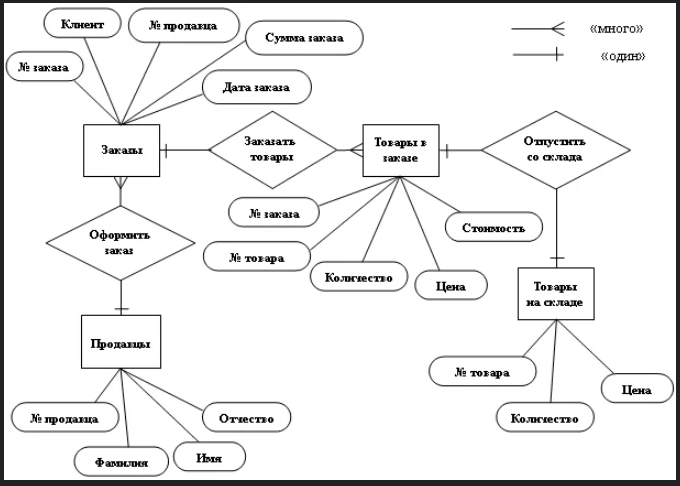 Клиент
№ продавца
Сумма заказа
№ заказа
Дата заказа
«много»
«один»
Заказы
Заказать
товары
Товары в
заказе
Отпустить
со склада
№ заказа
Стоимость
№ товара
Количество
Цена
Оформить
заказ
Товары
на складе
Продавцы
№ товара
Цена
Количество
№ продавца
Отчество
Фамилия
Имя